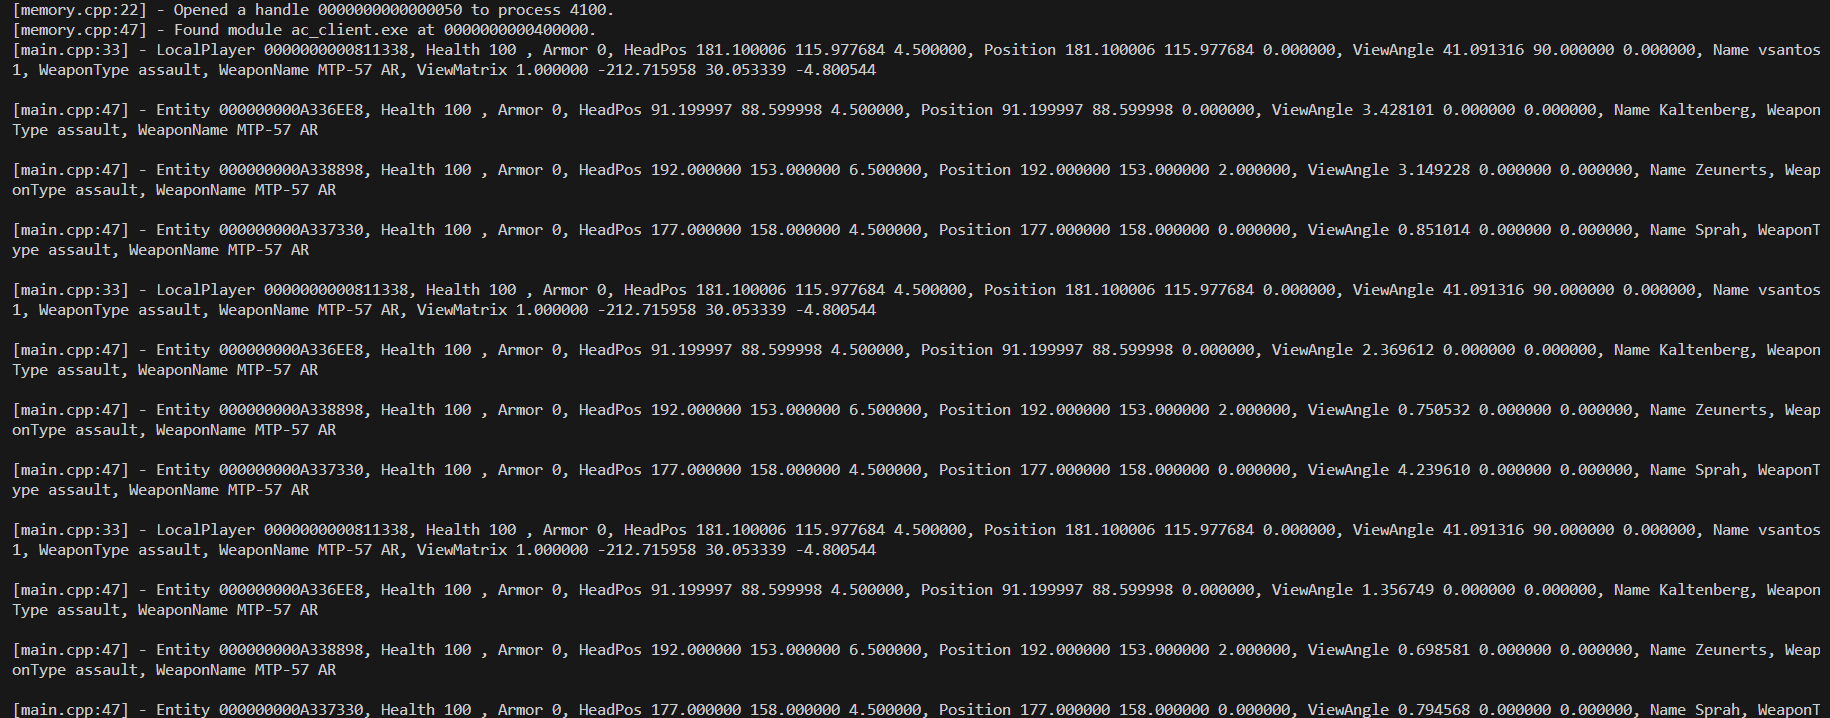 [memory.cpp:22] - Opened a handle 0000000000000050 to process 4100.
[memory.cpp:47] - Found module ac_client.exe at 0000000000400000.
[main.cpp:33] - LocalPlayer 0000000000811338, Health 100 , Armor 0, HeadPos 181.100006 115.977684 4.500000, Position 181.100006 115.977684 0.000000, ViewAngle 41.091316 90.000000 0.000000, Name vsantos
1, WeaponType assault, WeaponName MTP-57 AR, ViewMatrix 1.000000 -212.715958 30.053339 -4.800544
[main.cpp:47] - Entity 000000000A336EE8, Health 100 , Armor 0, HeadPos 91.199997 88.599998 4.500000, Position 91.199997 88.599998 0.000000, ViewAngle 3.428101 0.000000 0.000000, Name Kaltenberg, Weapon
Type assault, WeaponName MTP-57 AR
[main.cpp:47] - Entity 000000000A338898, Health 100 , Armor 0, HeadPos 192.000000 153.000000 6.500000, Position 192.000000 153.000000 2.000000, ViewAngle 3.149228 0.000000 0.000000, Name Zeunerts, Weap
onType assault, WeaponName MTP-57 AR
[main.cpp:47] - Entity 000000000A337330, Health 100 , Armor 0, HeadPos 177.000000 158.000000 4.500000, Position 177.000000 158.000000 0.000000, ViewAngle 0.851014 0.000000 0.000000, Name Sprah, WeaponT
ype assault, WeaponName MTP-57 AR
[main.cpp:33] - LocalPlayer 0000000000811338, Health 100 , Armor 0, HeadPos 181.100006 115.977684 4.500000, Position 181.100006 115.977684 0.000000, ViewAngle 41.091316 90.000000 0.000000, Name vsantos
1, WeaponType assault, WeaponName MTP-57 AR, ViewMatrix 1.000000 -212.715958 30.053339 -4.800544
[main.cpp:47] - Entity 000000000A336EE8, Health 100 , Armor 0, HeadPos 91.199997 88.599998 4.500000, Position 91.199997 88.599998 0.000000, ViewAngle 2.369612 0.000000 0.000000, Name Kaltenberg, Weapon
Type assault, WeaponName MTP-57 AR
[main.cpp:47] - Entity 000000000A338898, Health 100 , Armor 0, HeadPos 192.000000 153.000000 6.500000, Position 192.000000 153.000000 2.000000, ViewAngle 0.750532 0.000000 0.000000, Name Zeunerts, Weap
onType assault, WeaponName MTP-57 AR
[main.cpp:47] - Entity 000000000A337330, Health 100 , Armor 0, HeadPos 177.000000 158.000000 4.500000, Position 177.000000 158.000000 0.000000, ViewAngle 4.239610 0.000000 0.000000, Name Sprah, WeaponT
ype assault, WeaponName MTP-57 AR
[main.cpp:33] - LocalPlayer 0000000000811338, Health 100 , Armor 0, HeadPos 181.100006 115.977684 4.500000, Position 181.100006 115.977684 0.000000, ViewAngle 41.091316 90.000000 0.000000, Name vsantos
1, WeaponType assault, WeaponName MTP-57 AR, ViewMatrix 1.000000 -212.715958 30.053339 -4.800544
[main.cpp:47] - Entity 000000000A336EE8, Health 100 , Armor 0, HeadPos 91.199997 88.599998 4.500000, Position 91.199997 88.599998 0.000000, ViewAngle 1.356749 0.000000 0.000000, Name Kaltenberg, Weapon
Type assault, WeaponName MTP-57 AR
[main.cpp:47] - Entity 000000000A338898, Health 100 , Armor 0, HeadPos 192.000000 153.000000 6.500000, Position 192.000000 153.000000 2.000000, ViewAngle 0.698581 0.000000 0.000000, Name Zeunerts, Weap
onType assault, WeaponName MTP-57 AR
[main.cpp:47] - Entity 000000000A337330, Health 100 , Armor 0, HeadPos 177.000000 158.000000 4.500000, Position 177.000000 158.000000 0.000000, ViewAngle 0.794568 0.000000 0.000000, Name Sprah, WeaponT